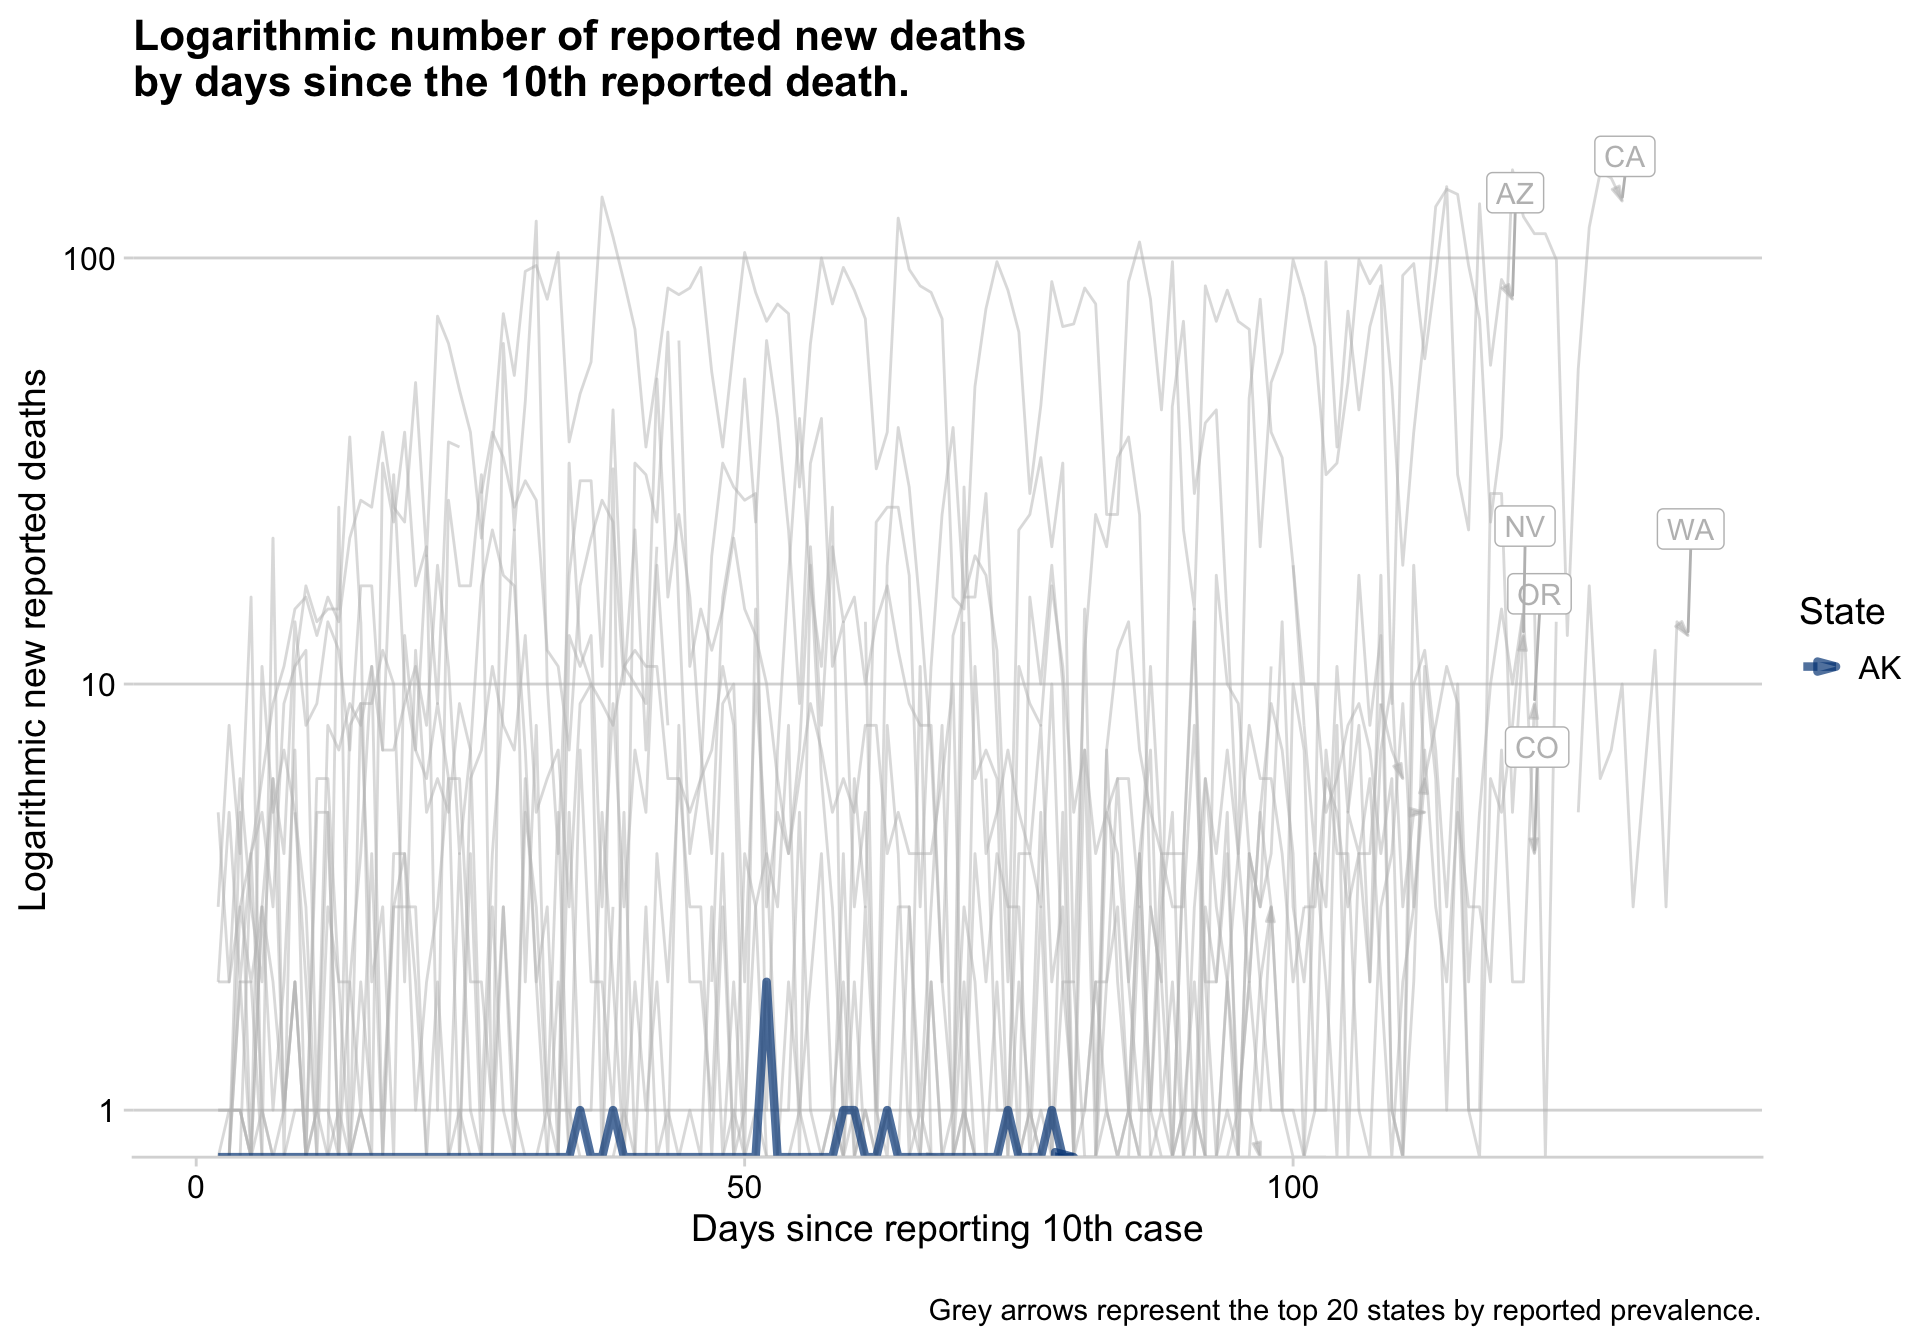 Logarithmic number of reported new deaths
by days since the 10th reported death.
CA
AZ
100
Logarithmic new reported deaths
NV
WA
OR
State
AK
10
CO
1
0
50
100
Days since reporting 10th case
Grey arrows represent the top 20 states by reported prevalence.